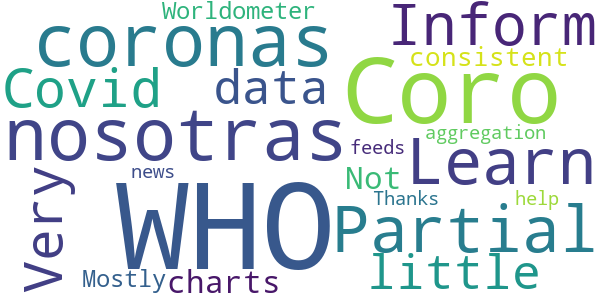 Worldometer
Inform
coronas
consistent
Covid
data
Coro
nosotras
aggregation
feeds
Learn
news
Not
Very
WHO
Thanks
help
Partial
Mostly
charts
little